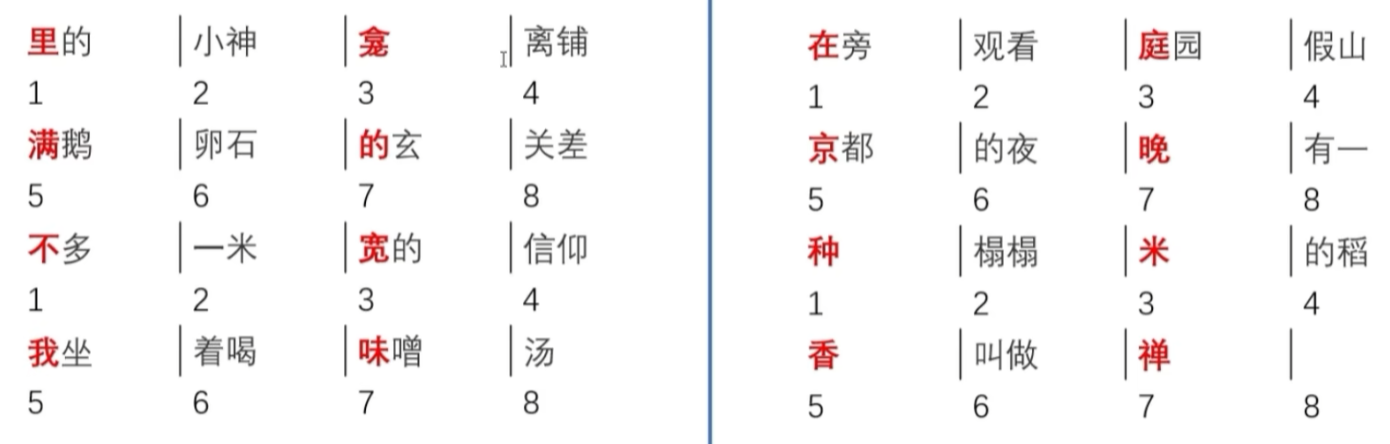 里的 | 小神 | 龛 | 离铺
1 2 3 4
满鹅 | 卵石 | 的玄 | 关差
5 6 7 8
不多 | 一米 | 宽的 | 信仰
1 2 3 4
我坐 | 着喝 | 味噌 | 汤
5 6 7 8
在旁 | 观看 | 庭园 | 假山
1 2 3 4
京都 | 的夜 | 晚 | 有一
5 6 7 8
种 | 榻榻 | 米 | 的稻
1 2 3 4
香 | 叫做 | 禅 |
5 6 7 8